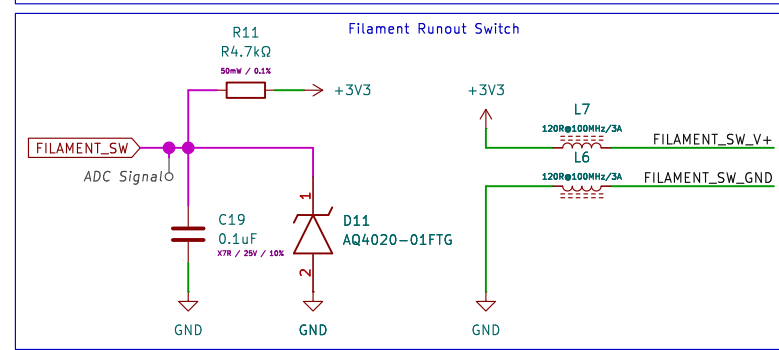 Filament Runout Switch
R11
R4.7kΩ
50mW / 0.1%
+3V3
FILAMENT_SW
ADC Signal
C19
0.1uF
X7R / 25V / 10%
GND
1
2
D11
AQ4020-01FTG
GND
+3V3
L7
120R@100MHz/3A
FILAMENT_SW_V+
L6
120R@100MHz/3A
FILAMENT_SW_GND
GND